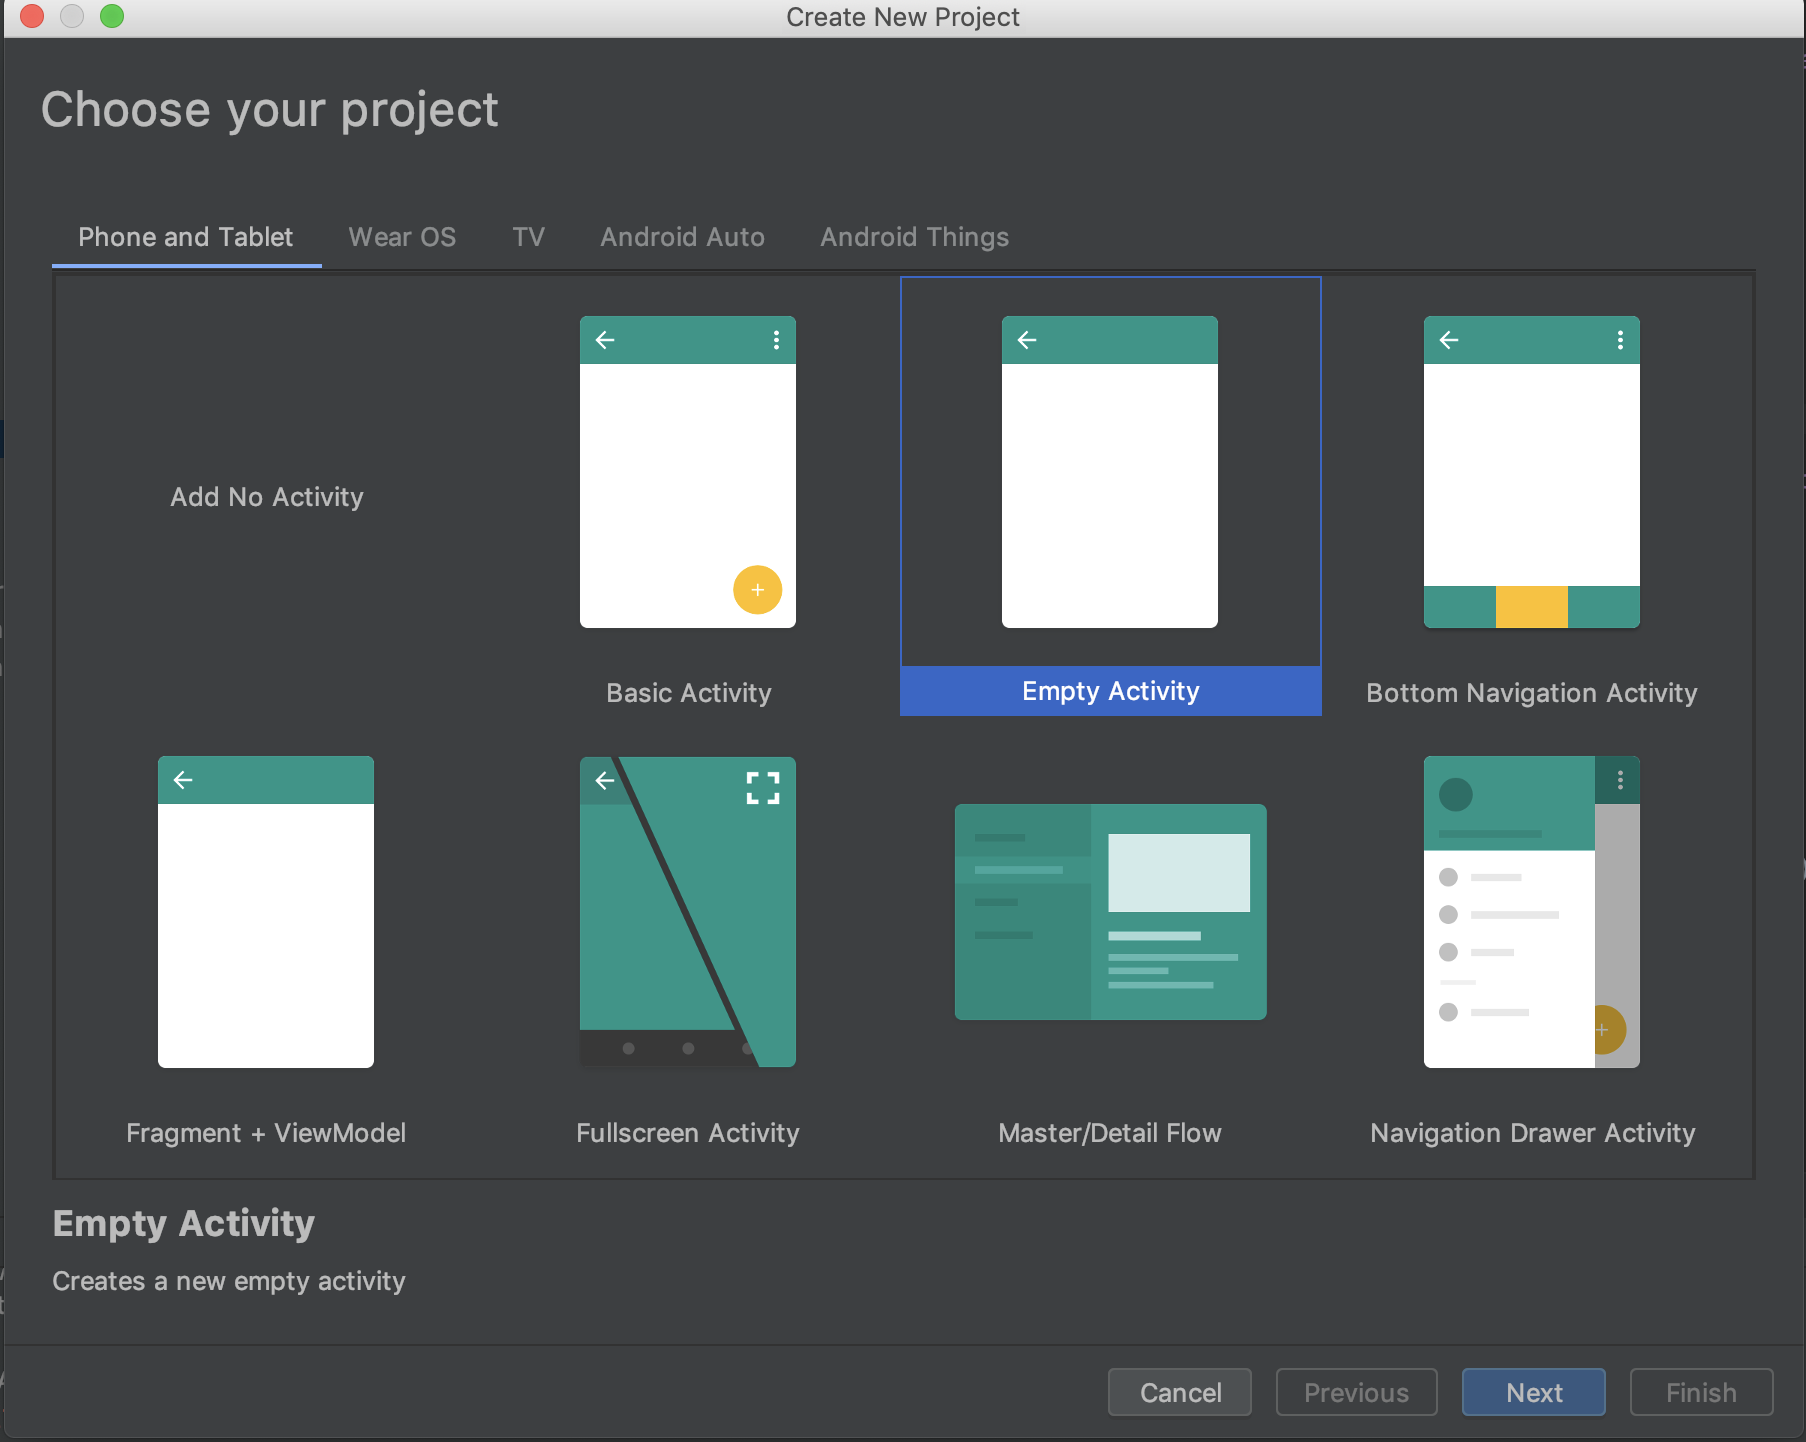 Create New Project
Choose your project
Phone and Tablet Wear OS TV Android Auto Android Things
Add No Activity
Basic Activity
Empty Activity
Bottom Navigation Activity
Fragment + ViewModel
Fullscreen Activity
Master/Detail Flow
Navigation Drawer Activity
Empty Activity
Creates a new empty activity
Cancel Previous Next Finish